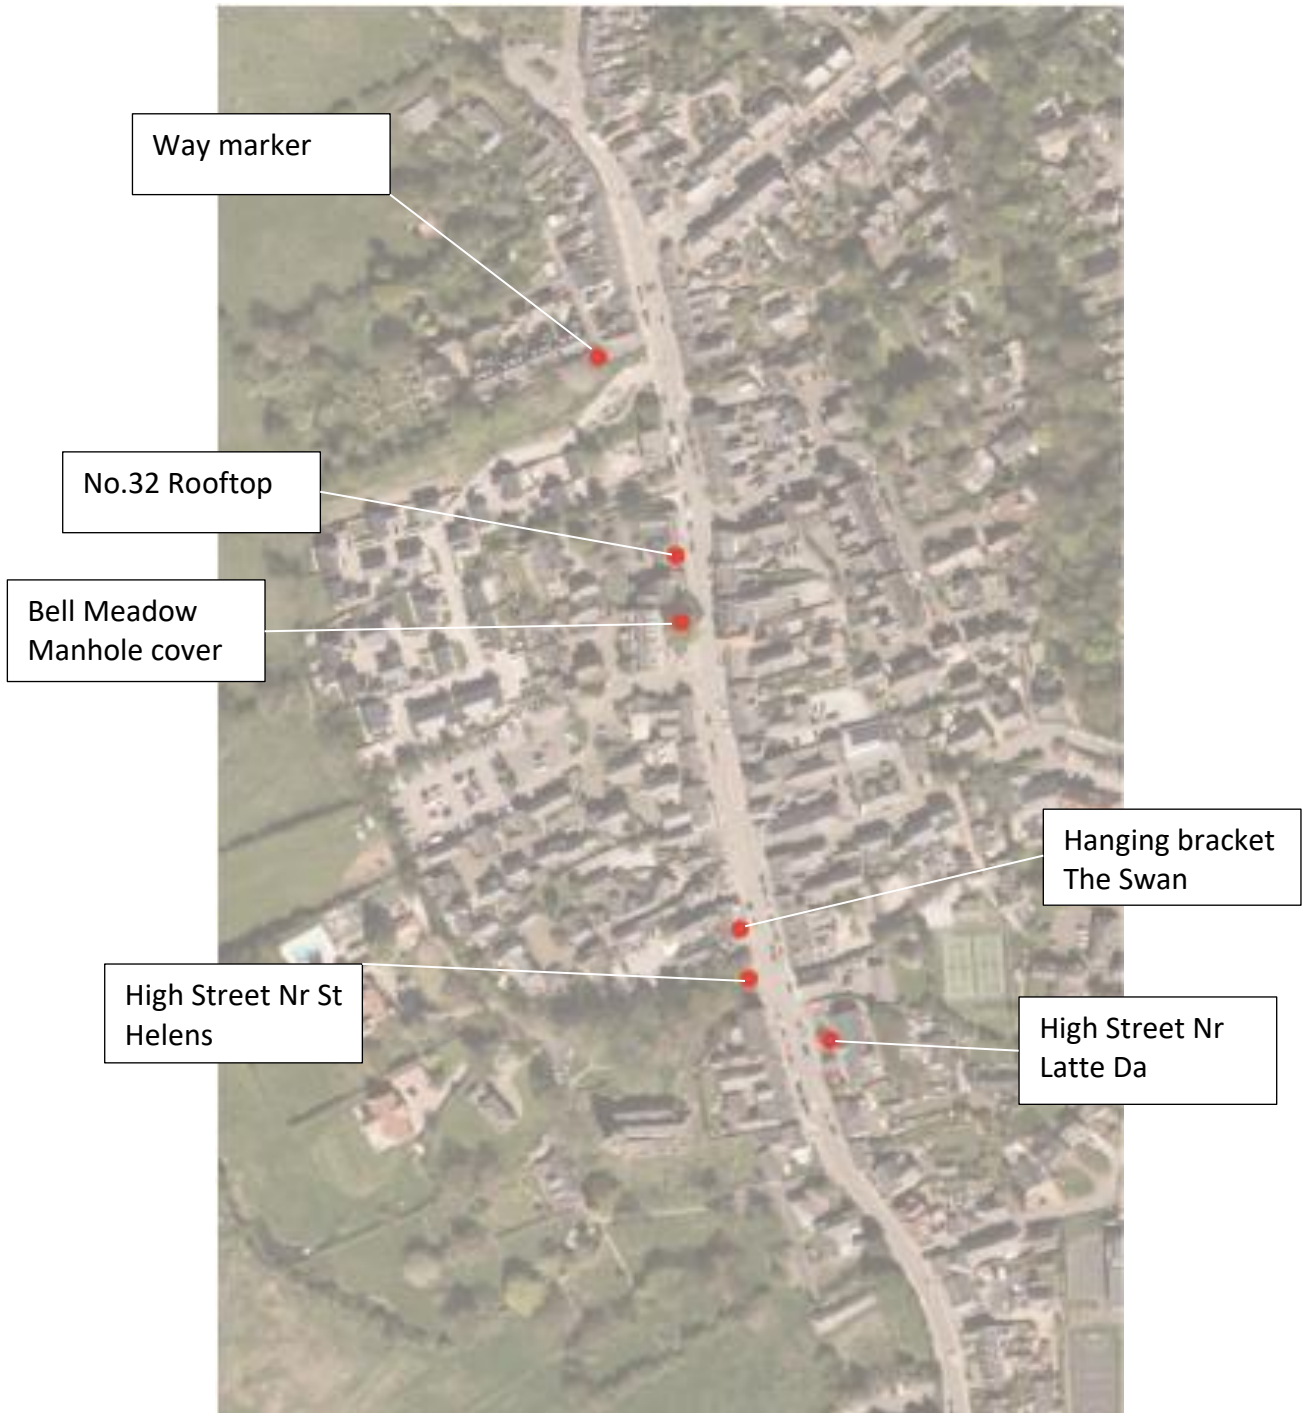 Way marker
No.32 Rooftop
Bell Meadow
Manhole cover
Hanging bracket
The Swan
High Street Nr St
Helens
High Street Nr
Latte Da